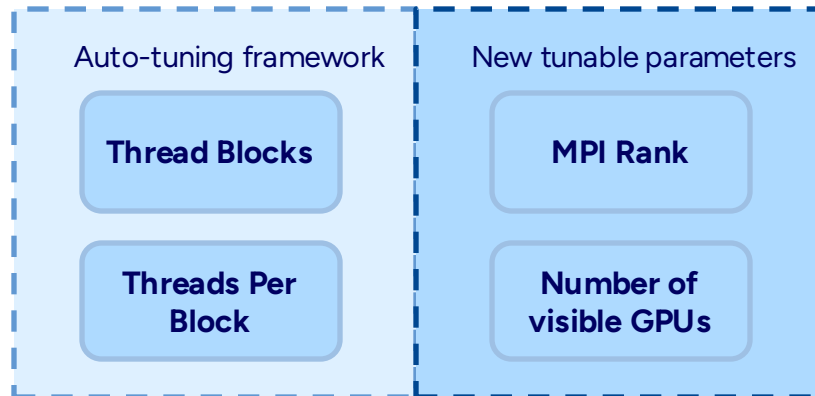 Auto-tuning framework
Thread Blocks
Threads Per
Block
New tunable parameters
MPI Rank
Number of
visible GPUs